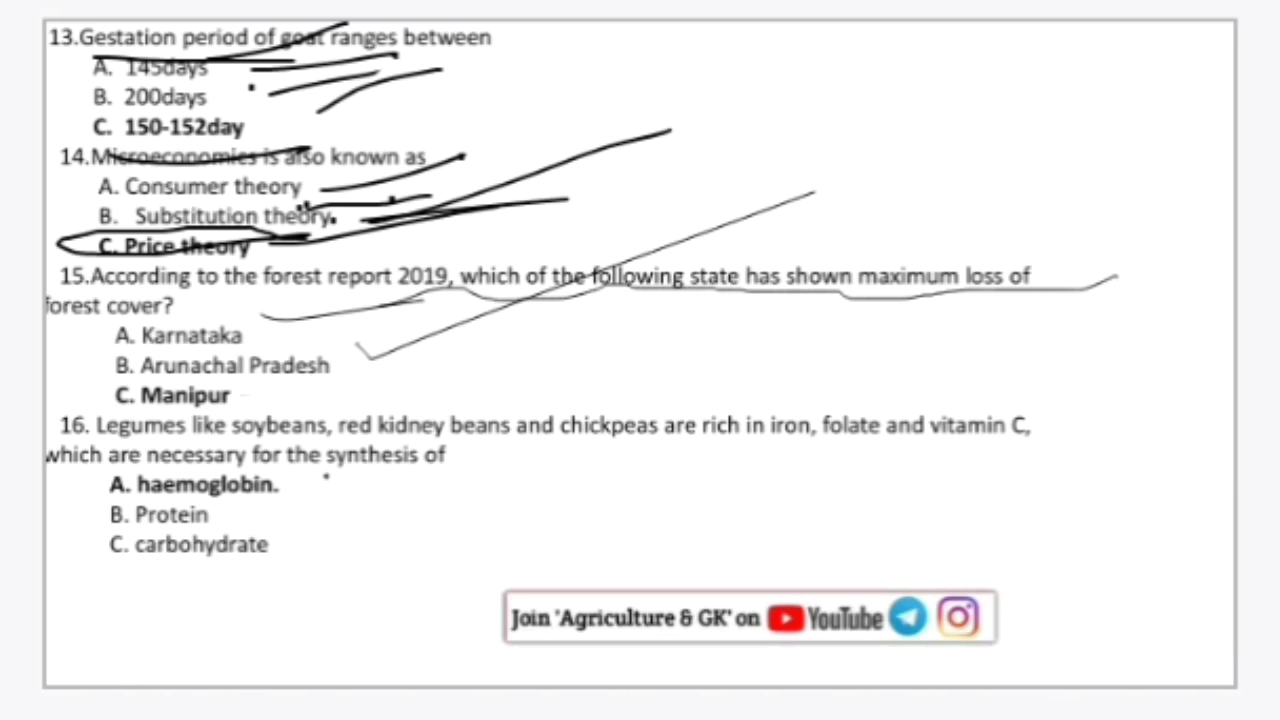 13.Gestation period of goat ranges between
A. 145days
B. 200days
C. 150-152day
14.Microeconomics is also known as
A. Consumer theory
B. Substitution theory.
C. Price theory
15.According to the forest report 2019, which of the following state has shown maximum loss of
forest cover?
A. Karnataka
B. Arunachal Pradesh
C. Manipur
16. Legumes like soybeans, red kidney beans and chickpeas are rich in iron, folate and vitamin C,
which are necessary for the synthesis of
A. haemoglobin.
B. Protein
C. carbohydrate
Join 'Agriculture & GK' on YouTube